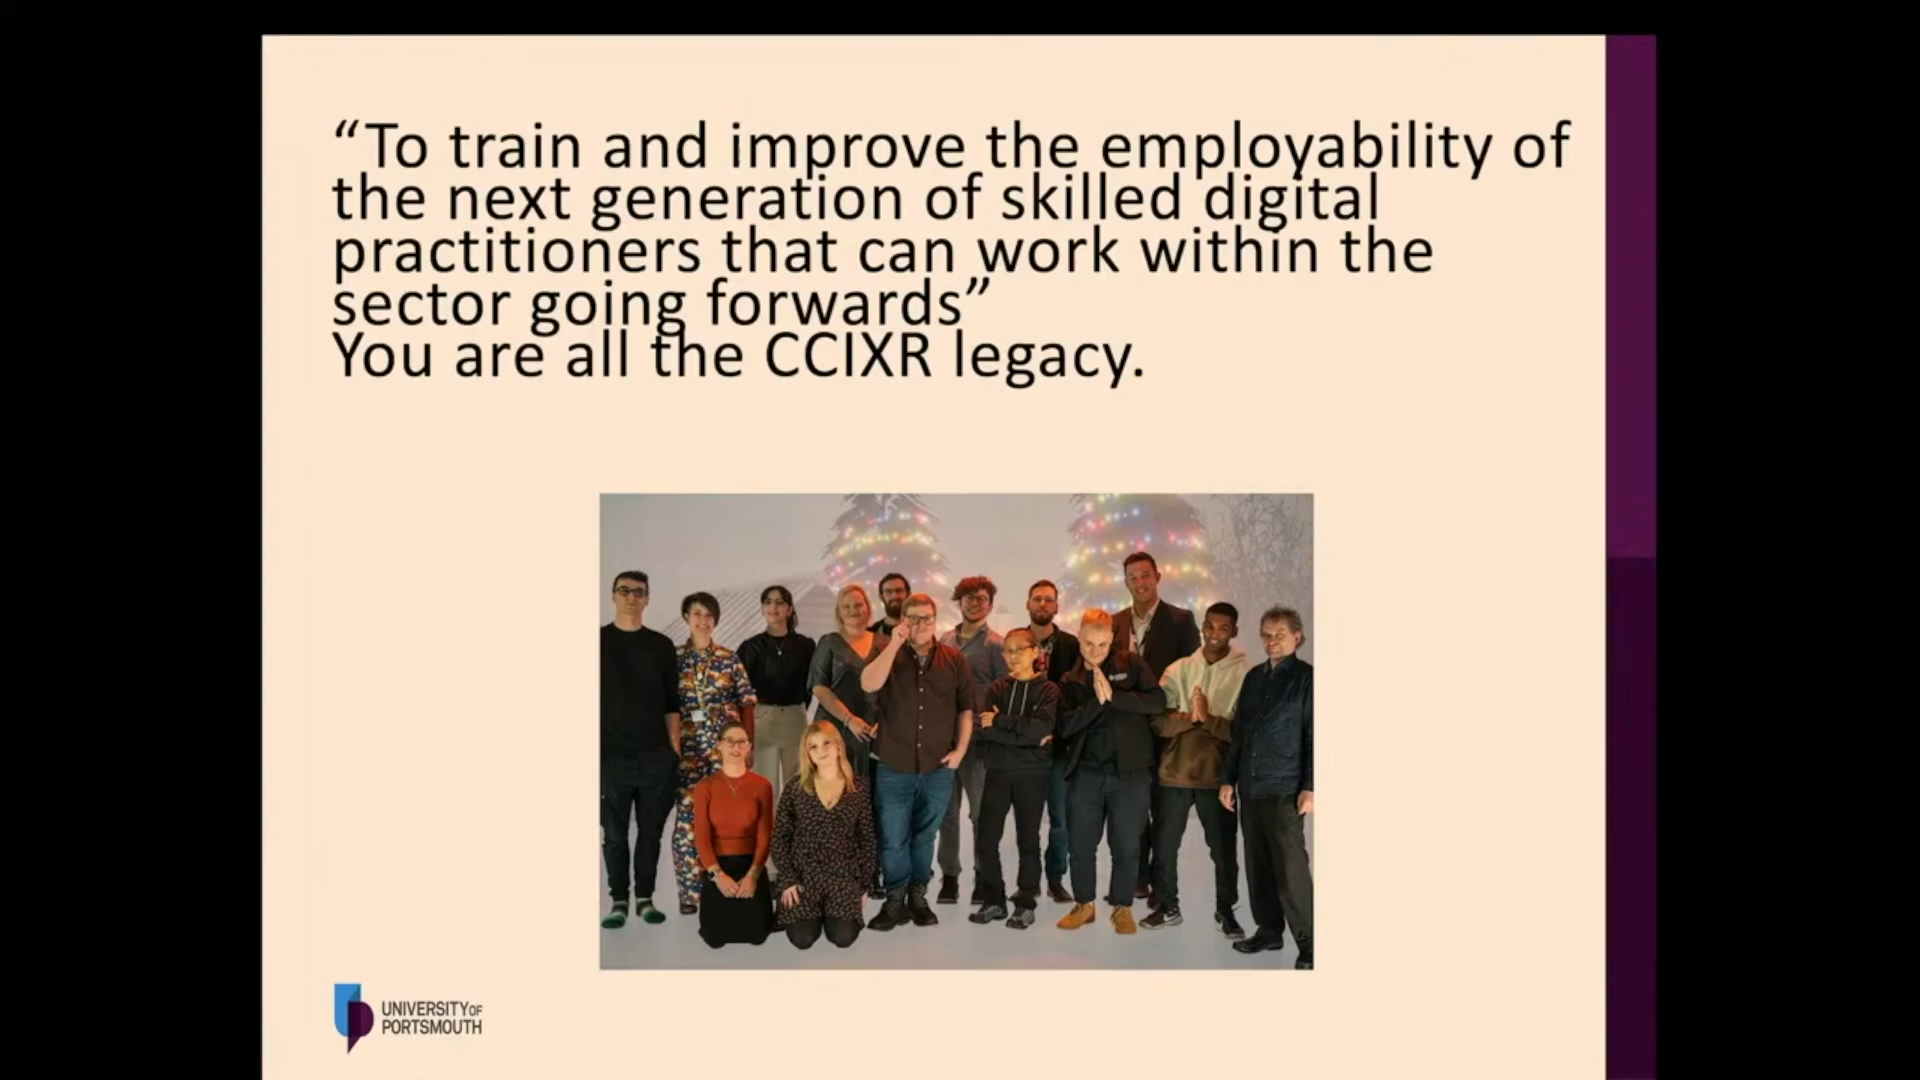 “To train and improve the employability of
the next generation of skilled digital
practitioners that can work within the
sector going forwards”
You are all the CCIXR legacy.
UNIVERSITY OF
PORTSMOUTH